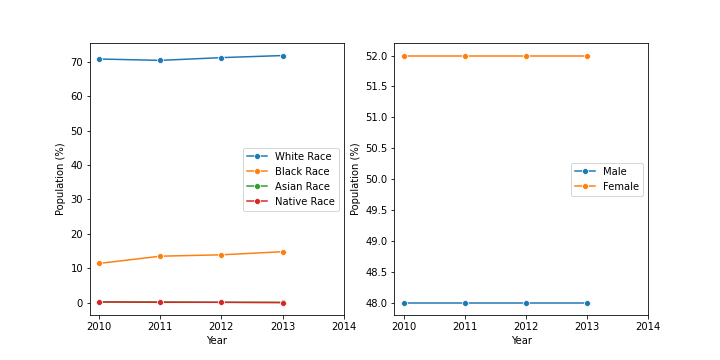 Population (%)
70
60
50
40
30
20
10
0
2010 2011 2012 2013 2014
Year
White Race
Black Race
Asian Race
Native Race
Population (%)
52.0
51.5
51.0
50.5
50.0
49.5
49.0
48.5
48.0
2010 2011 2012 2013 2014
Year
Male
Female